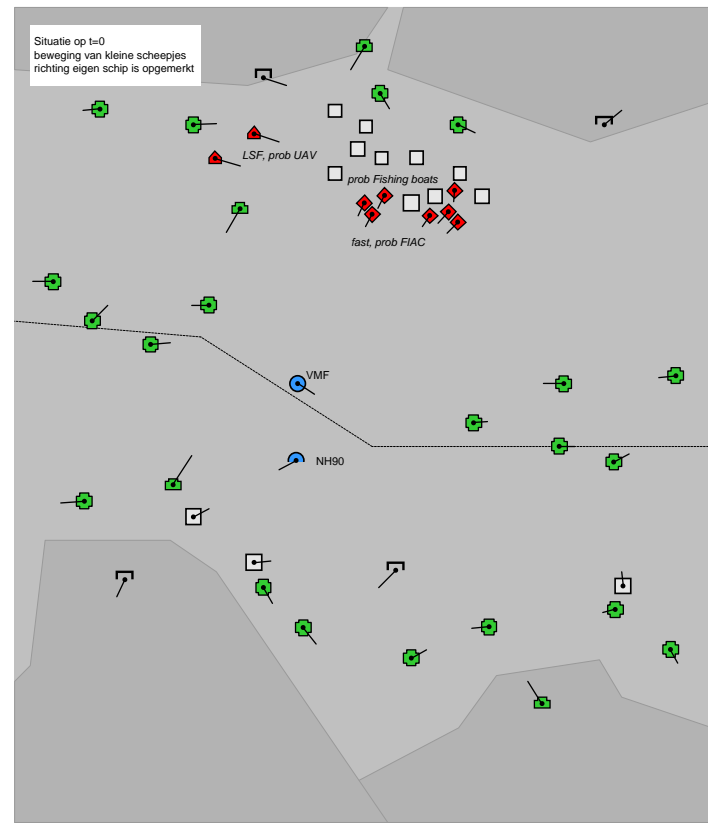 Situatie op t=0
beweging van kleine scheepjes
richting eigen schip is opgemerkt
LSF, prob UAV
prob Fishing boats
fast, prob FIAC
VMF
NH90